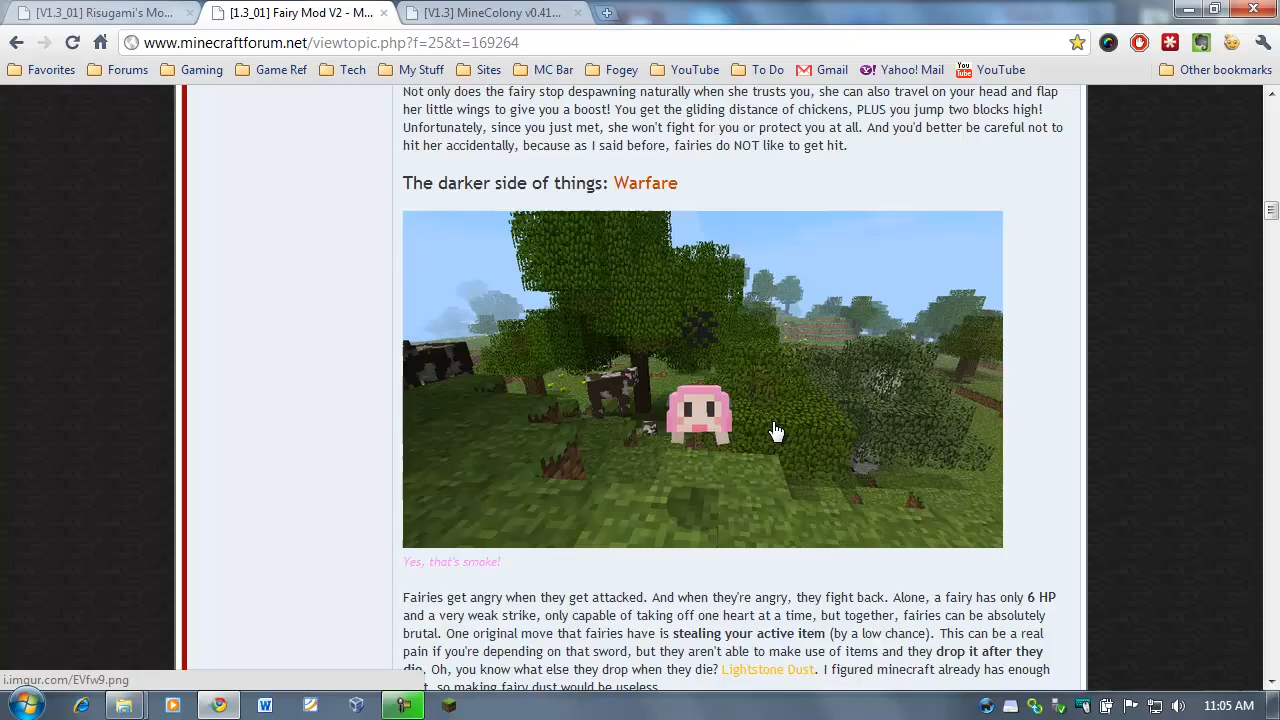 [V1.3_01] Risugami's Mo...
[1.3_01] Fairy Mod V2 - M...
[V1.3] MineColony v0.41...
www.minecraftforum.net/viewtopic.php?f=25&t=169264
Favorites Forums Gaming Game Ref Tech My Stuff Sites MC Bar Fogey YouTube To Do Gmail Yahoo! Mail YouTube Other bookmarks
Not only does the fairy stop despawning naturally when she trusts you, she can also travel on your head and flap
her little wings to give you a boost! You get the gliding distance of chickens, PLUS you jump two blocks high!
Unfortunately, since you just met, she won't fight for you or protect you at all. And you'd better be careful not to
hit her accidentally, because as I said before, fairies do NOT like to get hit.
The darker side of things: Warfare
Yes, that's smoke!
Fairies get angry when they get attacked. And when they're angry, they fight back. Alone, a fairy has only 6 HP
and a very weak strike, only capable of taking off one heart at a time, but together, fairies can be absolutely
brutal. One original move that fairies have is stealing your active item (by a low chance). This can be a real
pain if you're depending on that sword, but they aren't able to make use of items and they drop it after they
die. Oh, you know what else they drop when they die? Lightstone Dust. I figured minecraft already has enough
so making fairy dust would be useless.
i.imgur.com/EVfw9.png
11:05 AM